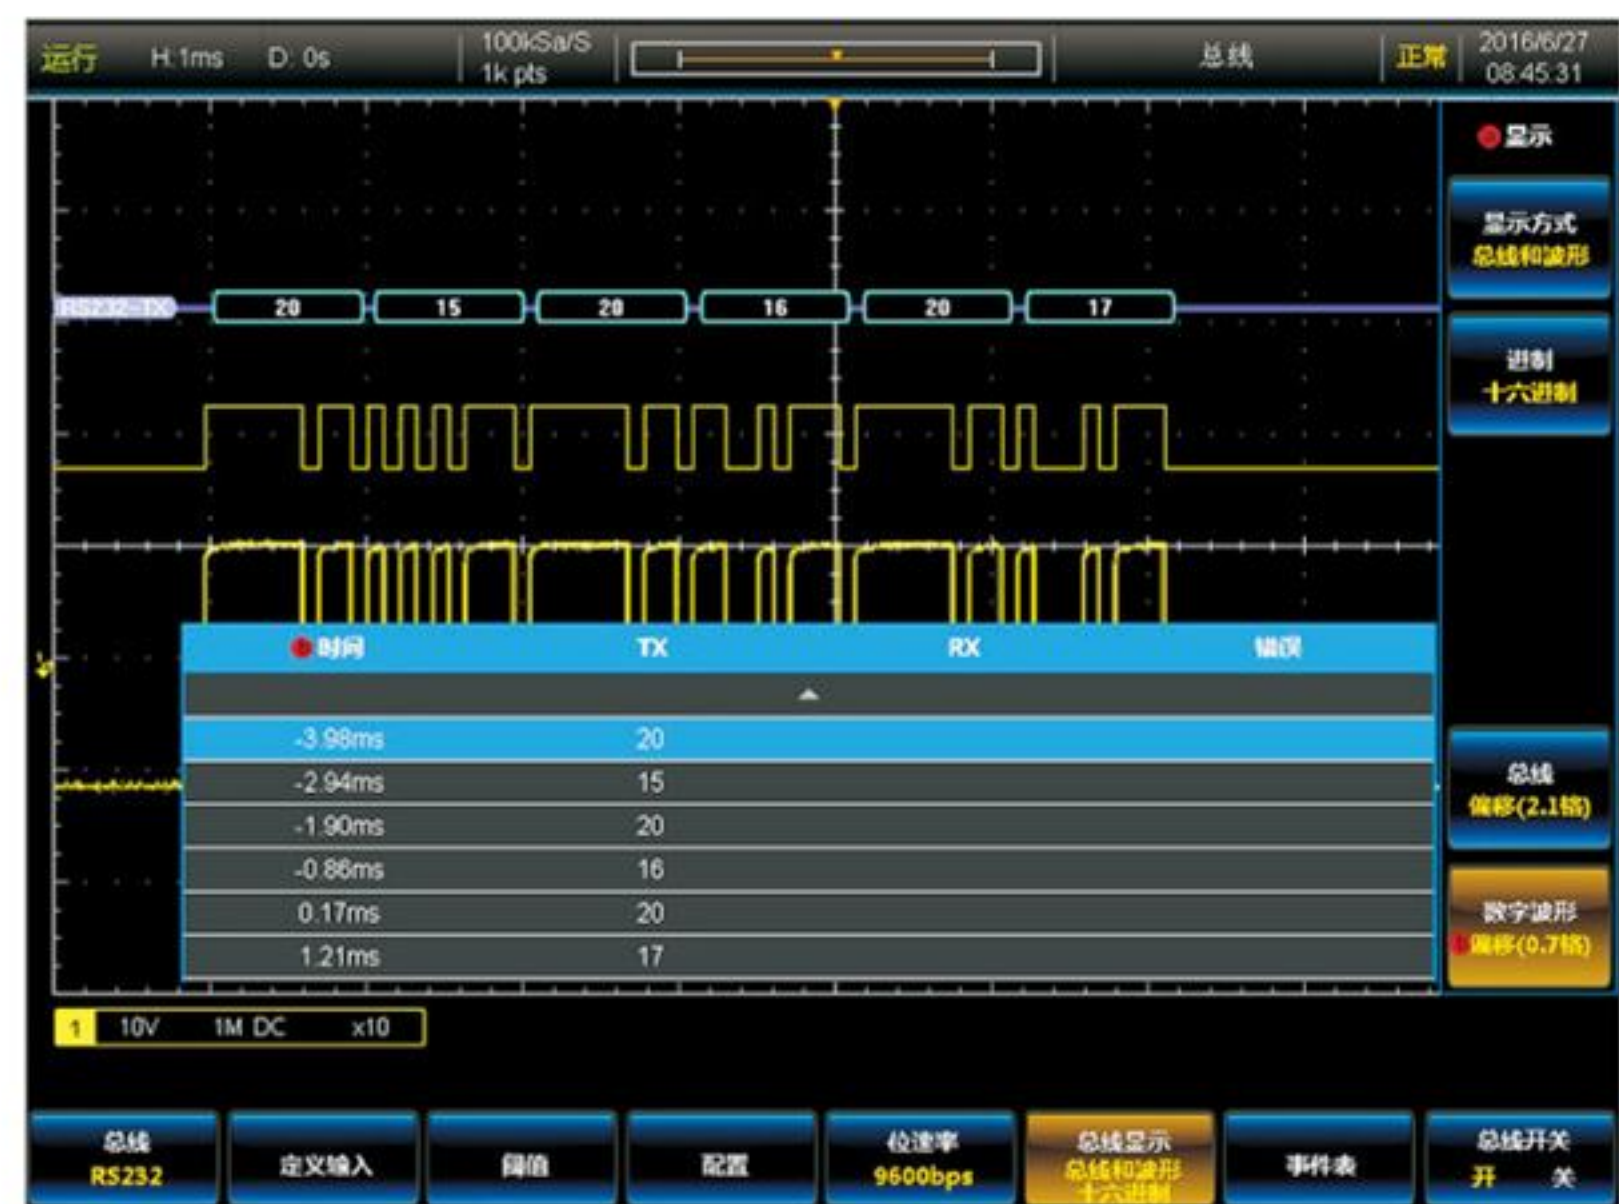 运行 H:1ms D: 0s 100kSa/S 总线 正常 2016/6/27
1k pts 08:45:31
显示
显示方式
总线和波形
RS232-TX 20 15 20 16 20 17
进制
十六进制
时间 TX RX 错误
-3.98ms 20
-2.94ms 15
-1.90ms 20
-0.86ms 16
0.17ms 20
1.21ms 17
总线
偏移(2.1格)
数字波形
偏移(0.7格)
1 10V 1M DC x10
总线
RS232
定义输入
阈值
配置
位速率
9600bps
总线显示
总线和波形
十六进制
事件表
总线开关
开 关